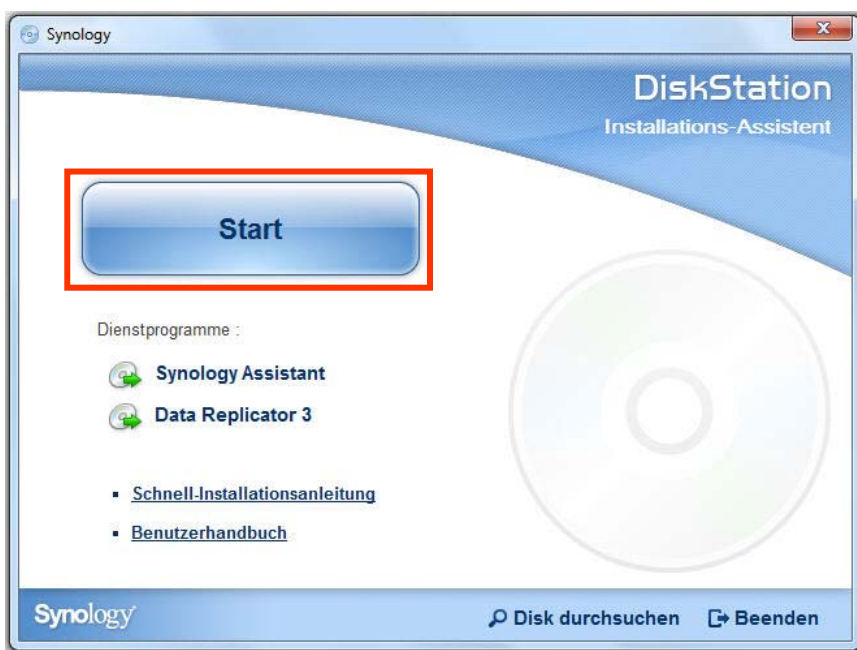 Synology
DiskStation
Installations-Assistent
Start
Dienstprogramme :
Synology Assistant
Data Replicator 3
Schnell-Installationsanleitung
Benutzerhandbuch
Synology
Disk durchsuchen
Beenden